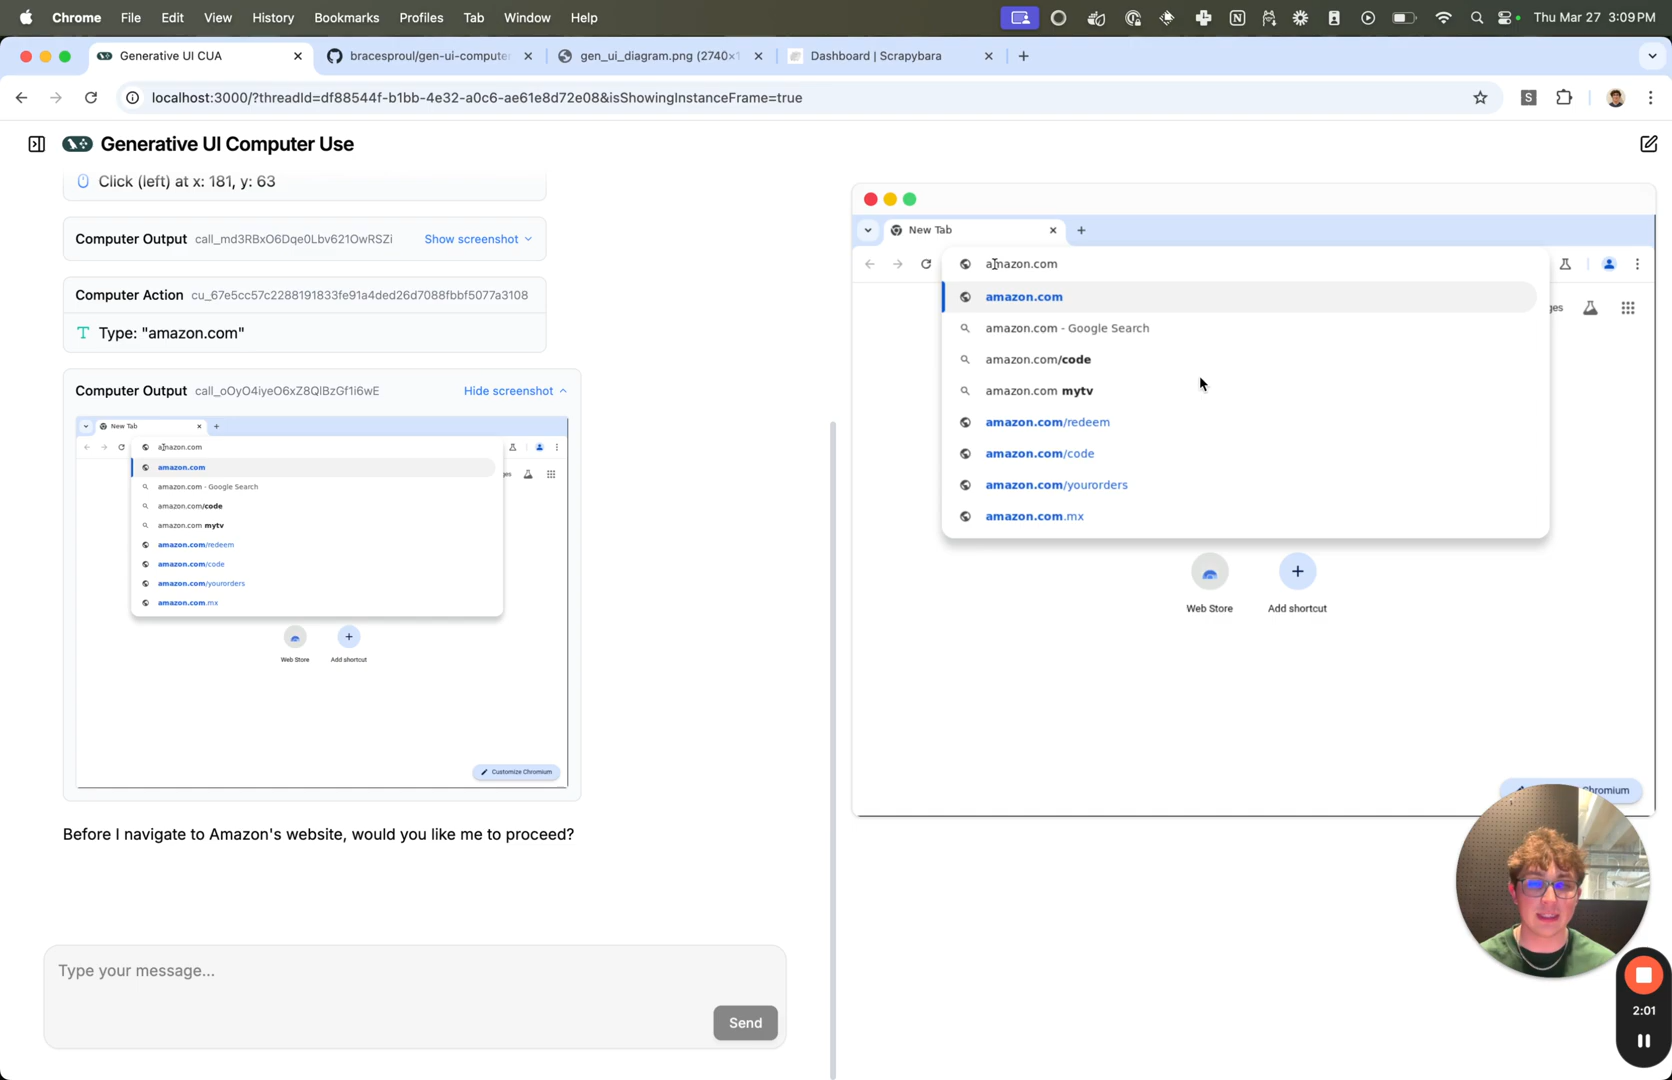 Chrome File Edit View History Bookmarks Profiles Tab Window Help Thu Mar 27 3:09 PM
Generative UI CUA bracesproul/gen-ui-computer gen_ui_diagram.png (2740×1 Dashboard | Scrapybara
localhost:3000/?threadId=df88544f-b1bb-4e32-a0c6-ae61e8d72e08&isShowingInstanceFrame=true
Generative UI Computer Use
Click (left) at x: 181, y: 63
Computer Output call_md3RBxO6Dqe0Lbv621OwRSZi Show screenshot
Computer Action cu_67e5cc57c2288191833fe91a4ded26d7088fbbf5077a3108
Type: "amazon.com"
Computer Output call_oOyO4iyeO6xZ8QlBzGf1i6wE Hide screenshot
New Tab
amazon.com
amazon.com
amazon.com - Google Search
amazon.com/code
amazon.com mytv
amazon.com/redeem
amazon.com/code
amazon.com/yourorders
amazon.com.mx
Web Store Add shortcut
Customize Chromium
Before I navigate to Amazon's website, would you like me to proceed?
Type your message...
Send
New Tab
amazon.com
amazon.com
amazon.com - Google Search
amazon.com/code
amazon.com mytv
amazon.com/redeem
amazon.com/code
amazon.com/yourorders
amazon.com.mx
Web Store Add shortcut
2:01